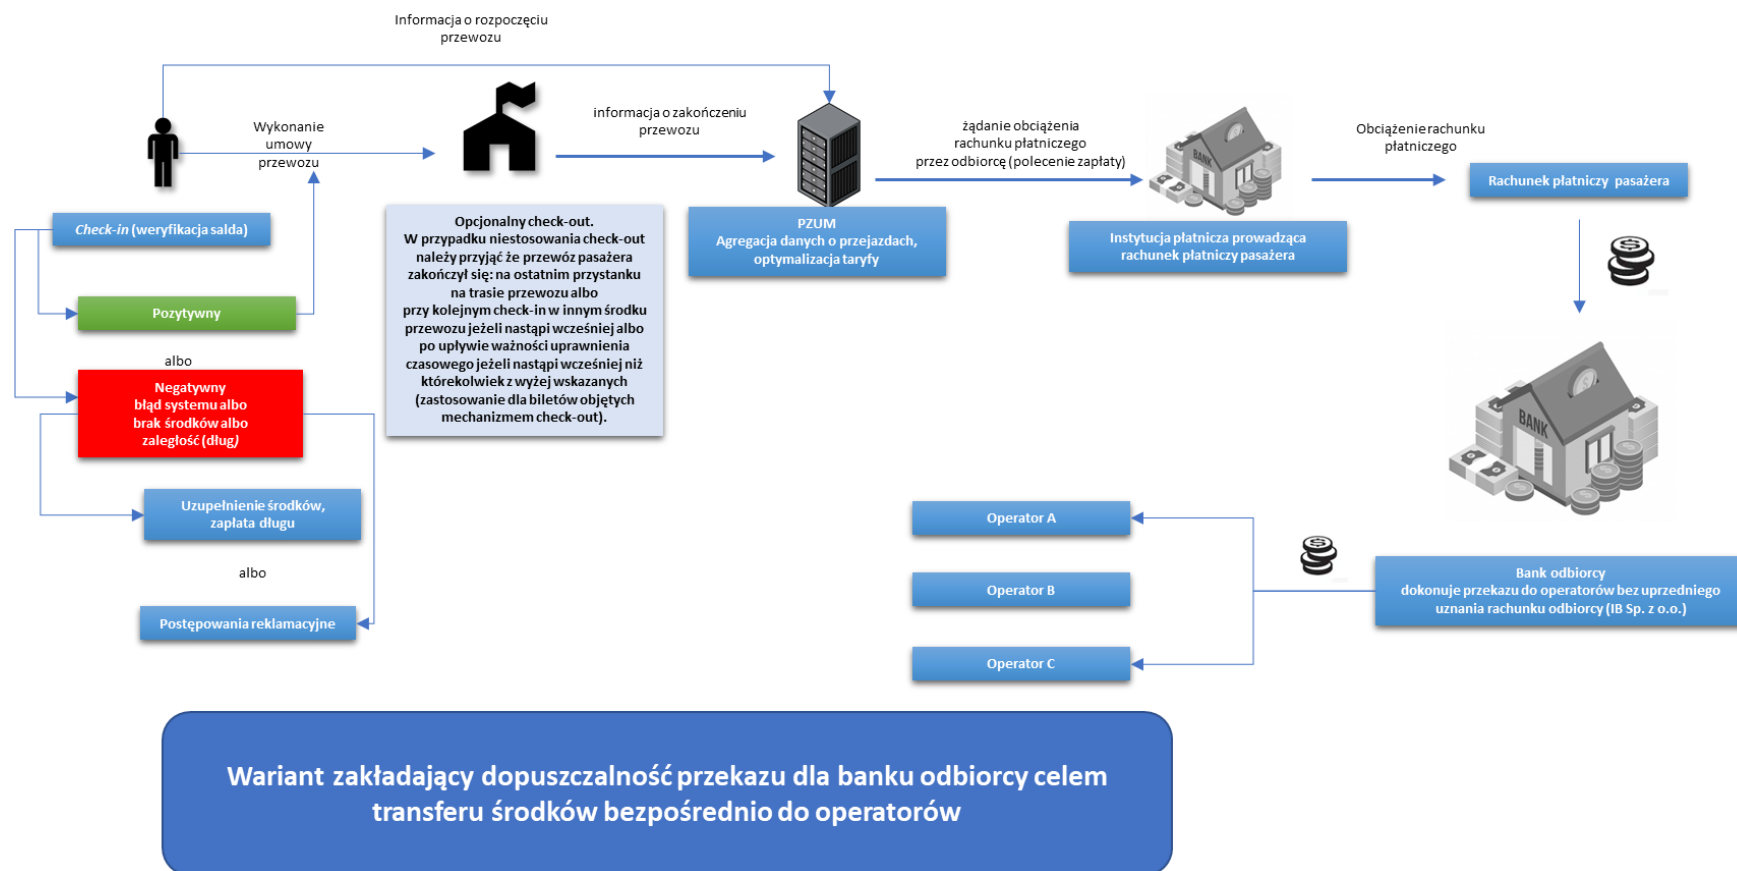 Informacja o rozpoczęciu
przewozu
Wykonanie
umowy
przewozu
informacja o zakończeniu
przewozu
żądanie obciążenia
rachunku płatniczego
przez odbiorcę (polecenie zapłaty)
BANK
Obciążenie rachunku
płatniczego
Rachunek płatniczy pasażera
Check-in (weryfikacja salda)
Pozytywny
albo
Negatywny
błąd systemu albo
brak środków albo
zaległość (dług)
Uzupełnienie środków,
zapłata długu
albo
Postępowania reklamacyjne
Opcjonalny check-out.
W przypadku niestosowania check-out
należy przyjąć że przewóz pasażera
zakończył się: na ostatnim przystanku
na trasie przewozu albo
przy kolejnym check-in w innym środku
przewozu jeżeli nastąpi wcześniej albo
po upływie ważności uprawnienia
czasowego jeżeli nastąpi wcześniej niż
którekolwiek z wyżej wskazanych
(zastosowanie dla biletów objętych
mechanizmem check-out).
PZUM
Agregacja danych o przejazdach,
optymalizacja taryfy
Instytucja płatnicza prowadząca
rachunek płatniczy pasażera
BANK
Operator A
Operator B
Operator C
Bank odbiorcy
dokonuje przekazu do operatorów bez uprzedniego
uznania rachunku odbiorcy (IB Sp. z o.o.)
Wariant zakładający dopuszczalność przekazu dla banku odbiorcy celem
transferu środków bezpośrednio do operatorów